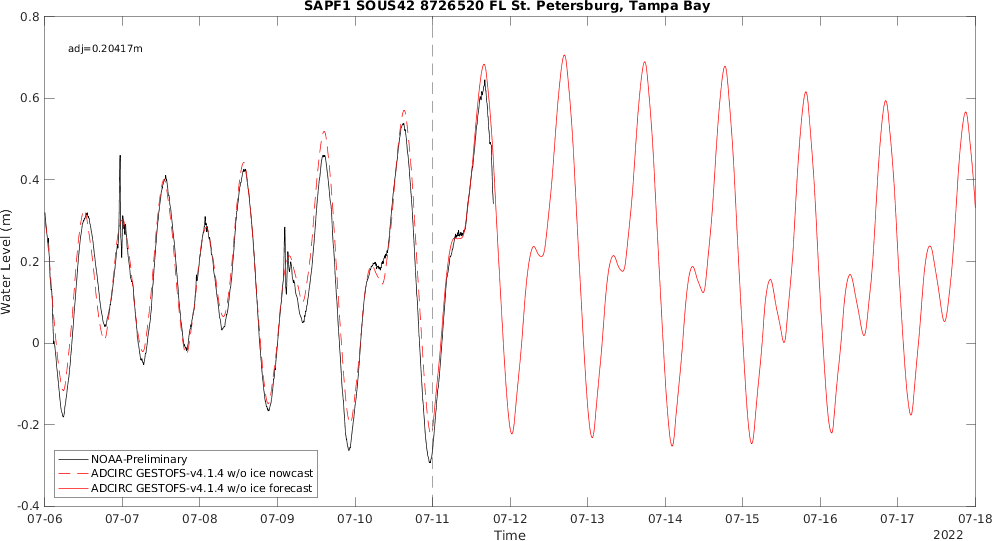 SAPF1 SOUS42 8726520 FL St. Petersburg, Tampa Bay
adj=0.20417m
0.8
0.6
0.4
0.2
0
-0.2
-0.4
Water Level (m)
NOAA-Preliminary
ADCIRC GESTOFS-v4.1.4 w/o ice nowcast
ADCIRC GESTOFS-v4.1.4 w/o ice forecast
07-06 07-07 07-08 07-09 07-10 07-11 07-12 07-13 07-14 07-15 07-16 07-17 07-18
Time
2022